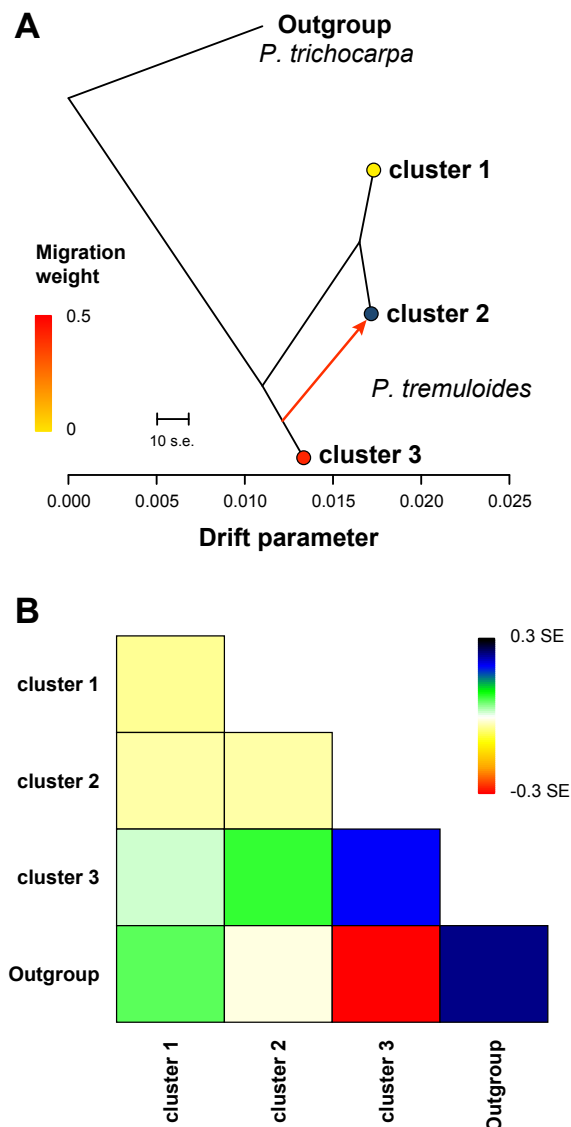 A
Outgroup
P. trichocarpa
cluster 1
Migration
weight
0.5
cluster 2
P. tremuloides
0
10 s.e.
cluster 3
0.000 0.005 0.010 0.015 0.020 0.025
Drift parameter
B
0.3 SE
cluster 1
-0.3 SE
cluster 2
cluster 3
Outgroup
cluster 1
cluster 2
cluster 3
Outgroup